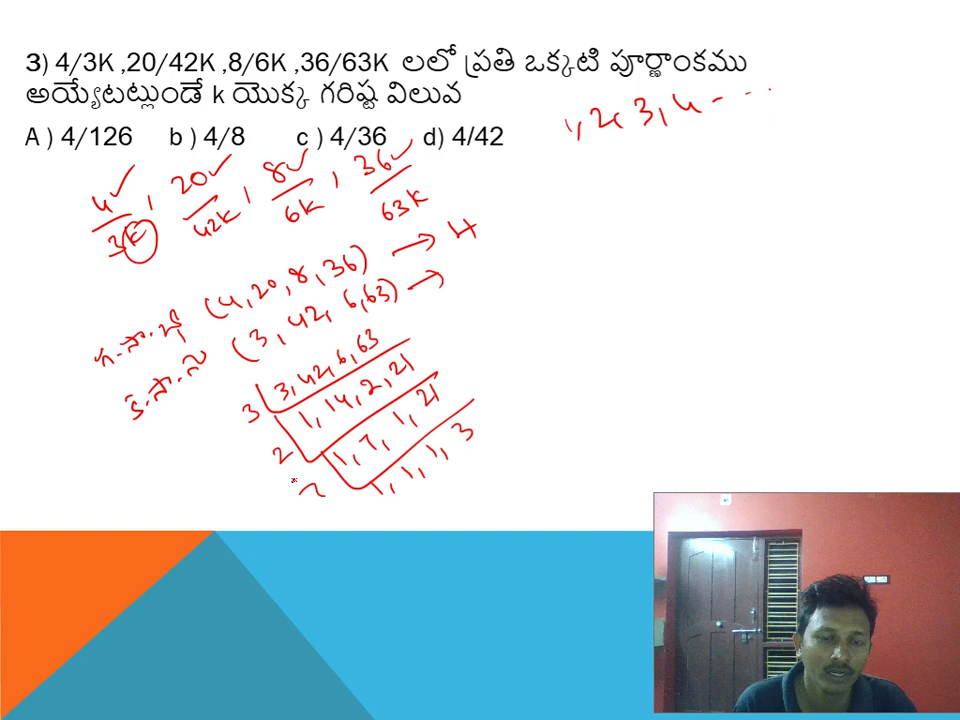 3) 4/3K ,20/42K ,8/6K ,36/63K లలో ప్రతి ఒక్కటి పూర్ణాంకము
అయ్యేటట్లుండే k యొక్క గరిష్ట విలువ
A ) 4/126 b ) 4/8 c ) 4/36 d) 4/42
1, 2, 3, 4 - - - -
4/3K , 20/42K , 8/6K , 36/63K
గ.సా.భా (4, 20, 8, 36) → 4
క.సా.గు (3, 42, 6, 63) →
3 3, 42, 6, 63
2 1, 14, 2, 21
7 1, 7, 1, 21
1, 1, 1, 3